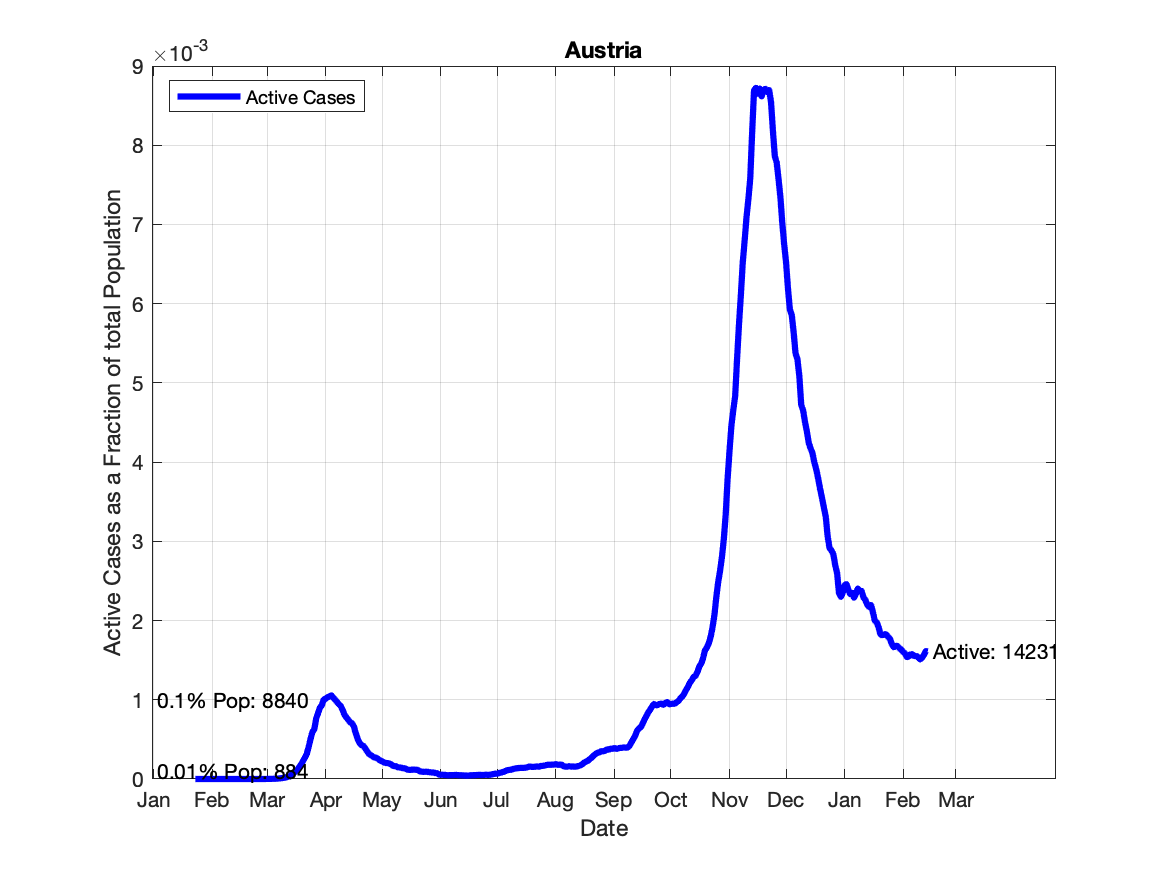 Austria
×10-3
9
8
7
6
5
4
3
2
1
0
Active Cases as a Fraction of total Population
Active Cases
Active: 14231
0.1% Pop: 8840
0.01% Pop: 884
Jan Feb Mar Apr May Jun Jul Aug Sep Oct Nov Dec Jan Feb Mar
Date